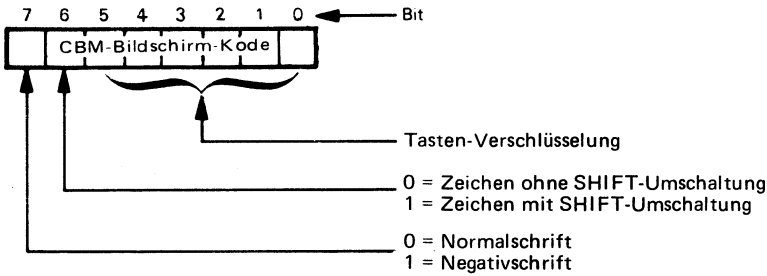 7 6 5 4 3 2 1 0 Bit
CBM-Bildschirm-Kode
Tasten-Verschlüsselung
0 = Zeichen ohne SHIFT-Umschaltung
1 = Zeichen mit SHIFT-Umschaltung
0 = Normalschrift
1 = Negativschrift